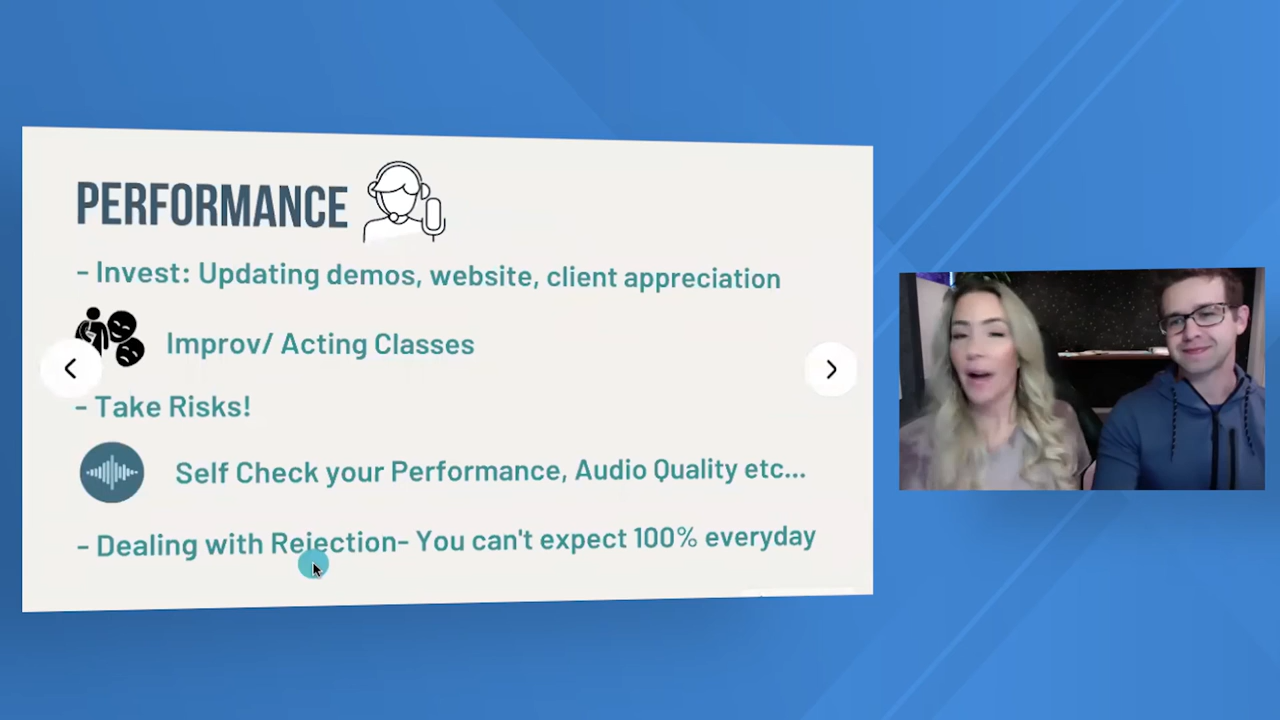 PERFORMANCE
- Invest: Updating demos, website, client appreciation
Improv/ Acting Classes
- Take Risks!
Self Check your Performance, Audio Quality etc...
- Dealing with Rejection- You can't expect 100% everyday